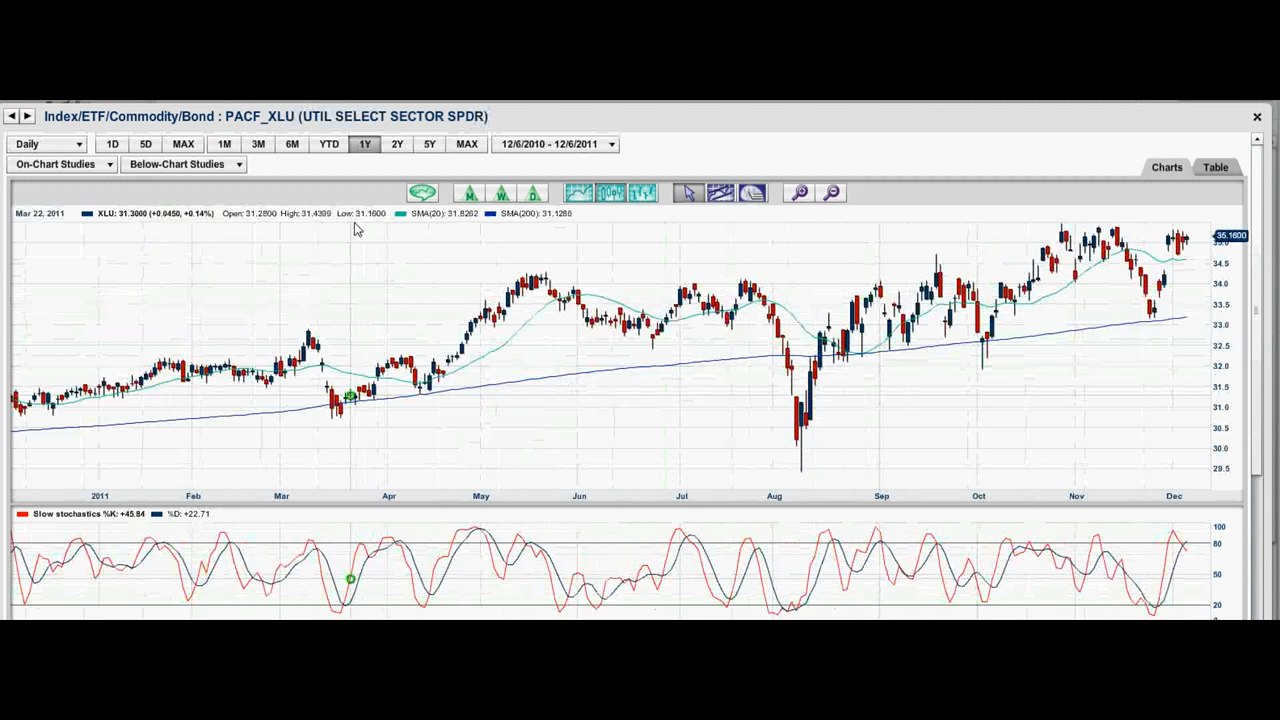 Index/ETF/Commodity/Bond : PACF_XLU (UTIL SELECT SECTOR SPDR)
Daily 1D 5D MAX 1M 3M 6M YTD 1Y 2Y 5Y MAX 12/6/2010 - 12/6/2011
On-Chart Studies Below-Chart Studies Charts Table
M W D
Mar 22, 2011 XLU: 31.3000 (+0.0450, +0.14%) Open: 31.2800 High: 31.4399 Low: 31.1600 SMA(20): 31.8262 SMA(200): 31.1286
35.1600
35.0
34.5
34.0
33.5
33.0
32.5
32.0
31.5
31.0
30.5
30.0
29.5
2011 Feb Mar Apr May Jun Jul Aug Sep Oct Nov Dec
Slow stochastics %K: +45.84 %D: +22.71
100
80
50
20